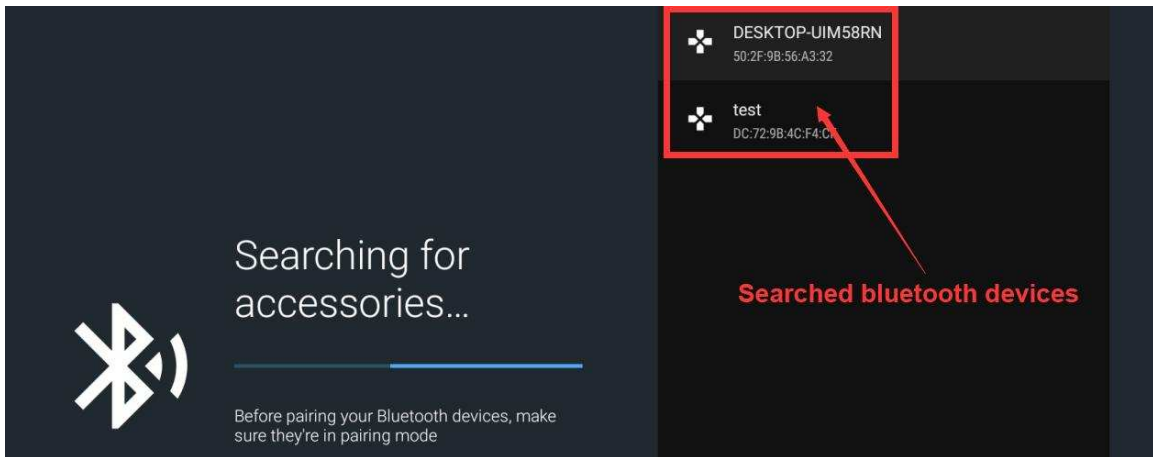 Searching for
accessories...
Before pairing your Bluetooth devices, make
sure they're in pairing mode
DESKTOP-UIM58RN
50:2F:9B:56:A3:32
test
DC:72:9B:4C:F4:CF
Searched bluetooth devices